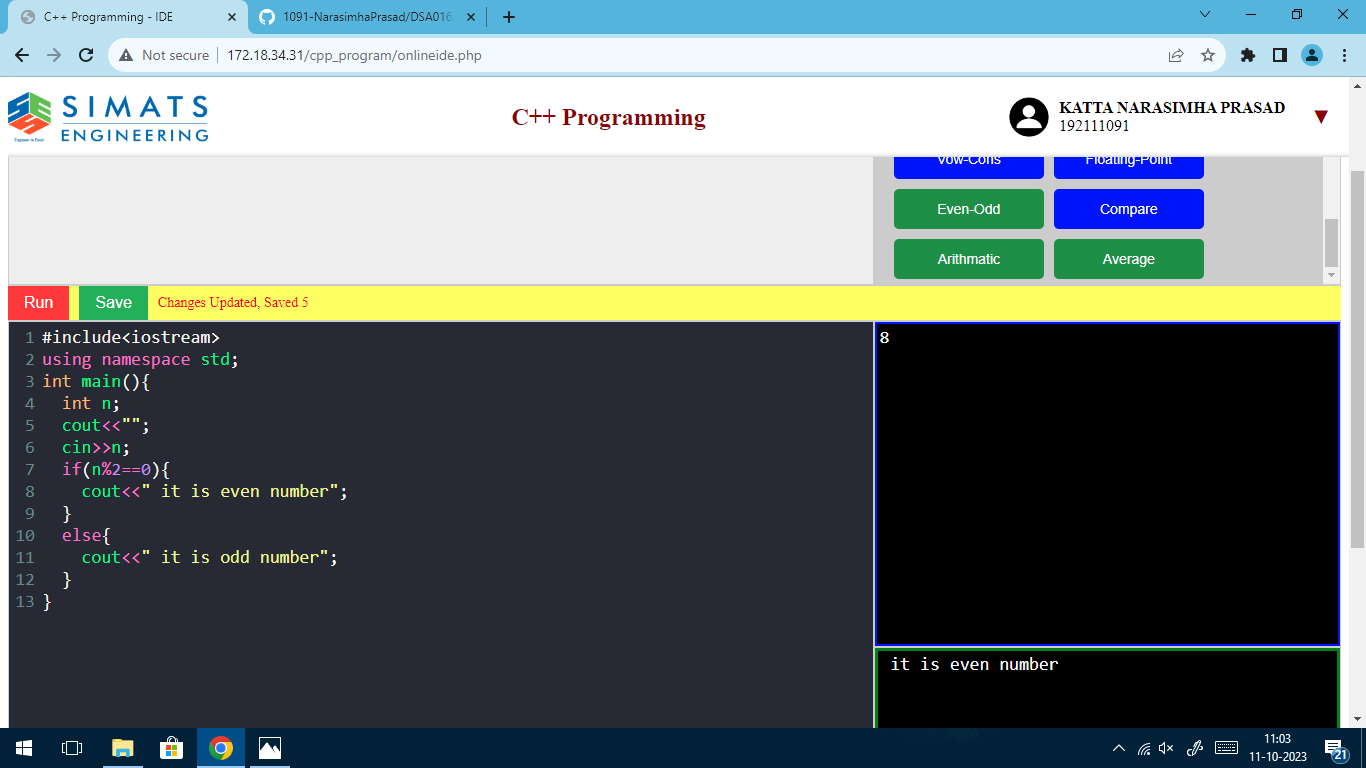 C++ Programming - IDE
1091-NarasimhaPrasad/DSA016
Not secure
172.18.34.31/cpp_program/onlineide.php
SIMATS
ENGINEERING
C++ Programming
KATTA NARASIMHA PRASAD
192111091
Vow-Cons
Floating-Point
Even-Odd
Compare
Arithmatic
Average
Run
Save
Changes Updated, Saved 5
1 #include<iostream>
2 using namespace std;
3 int main(){
4   int n;
5   cout<<"";
6   cin>>n;
7   if(n%2==0){
8     cout<<" it is even number";
9   }
10   else{
11     cout<<" it is odd number";
12   }
13 }
8
it is even number
11:03
11-10-2023
21